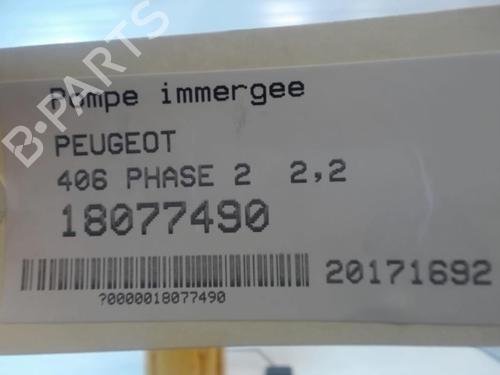 Pompe immergee
PEUGEOT
406 PHASE 2 2,2
18077490
20171692
?0000018077490
B-PARTS